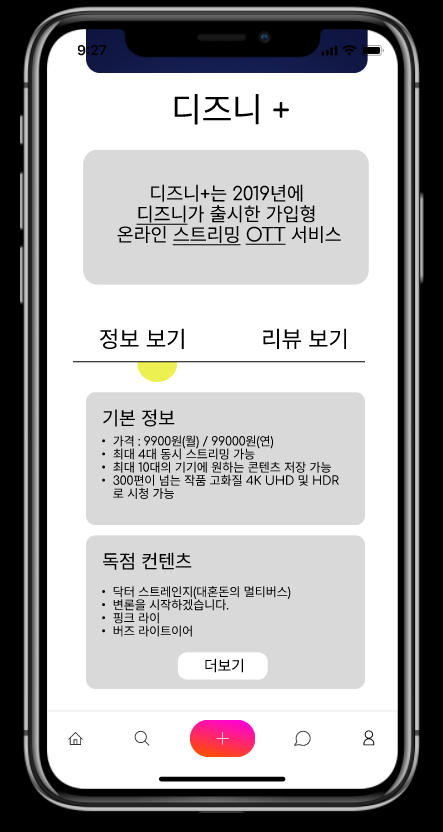 9:27
디즈니 +
디즈니+는 2019년에
디즈니가 출시한 가입형
온라인 스트리밍 OTT 서비스
정보 보기
리뷰 보기
기본 정보
• 가격 : 9900원(월) / 99000원(연)
• 최대 4대 동시 스트리밍 가능
• 최대 10대의 기기에 원하는 콘텐츠 저장 가능
• 300편이 넘는 작품 고화질 4K UHD 및 HDR
로 시청 가능
독점 컨텐츠
• 닥터 스트레인지(대혼돈의 멀티버스)
• 변론을 시작하겠습니다.
• 핑크 라이
• 버즈 라이트이어
더보기